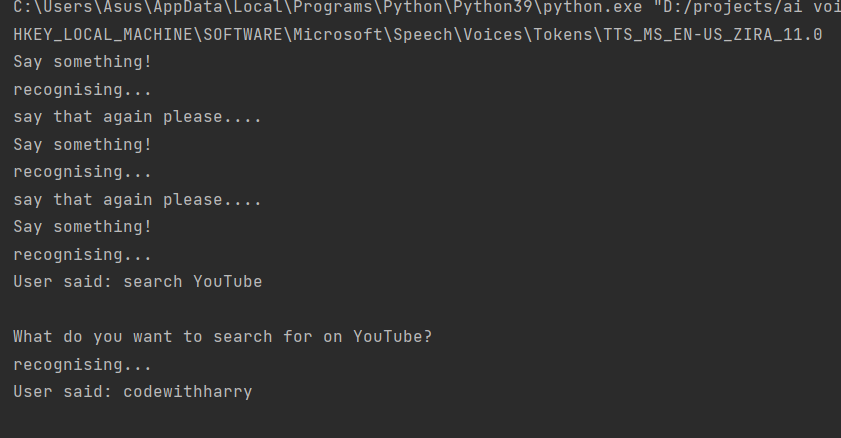 C:\Users\Asus\AppData\Local\Programs\Python\Python39\python.exe "D:/projects/ai voi
HKEY_LOCAL_MACHINE\SOFTWARE\Microsoft\Speech\Voices\Tokens\TTS_MS_EN-US_ZIRA_11.0
Say something!
recognising...
say that again please....
Say something!
recognising...
say that again please....
Say something!
recognising...
User said: search YouTube
What do you want to search for on YouTube?
recognising...
User said: codewithharry